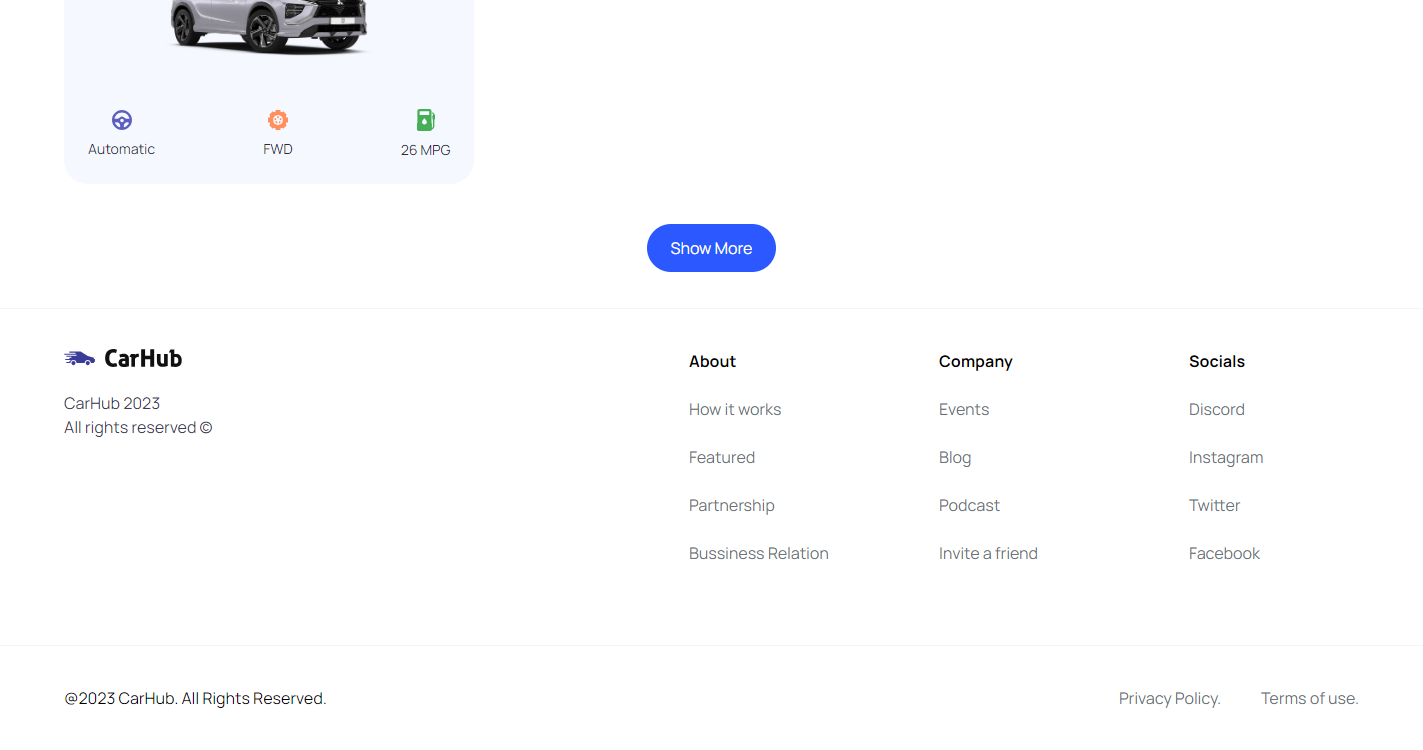 Automatic
FWD
26 MPG
Show More
CarHub
CarHub 2023
All rights reserved ©
About
How it works
Featured
Partnership
Bussiness Relation
Company
Events
Blog
Podcast
Invite a friend
Socials
Discord
Instagram
Twitter
Facebook
@2023 CarHub. All Rights Reserved.
Privacy Policy.
Terms of use.